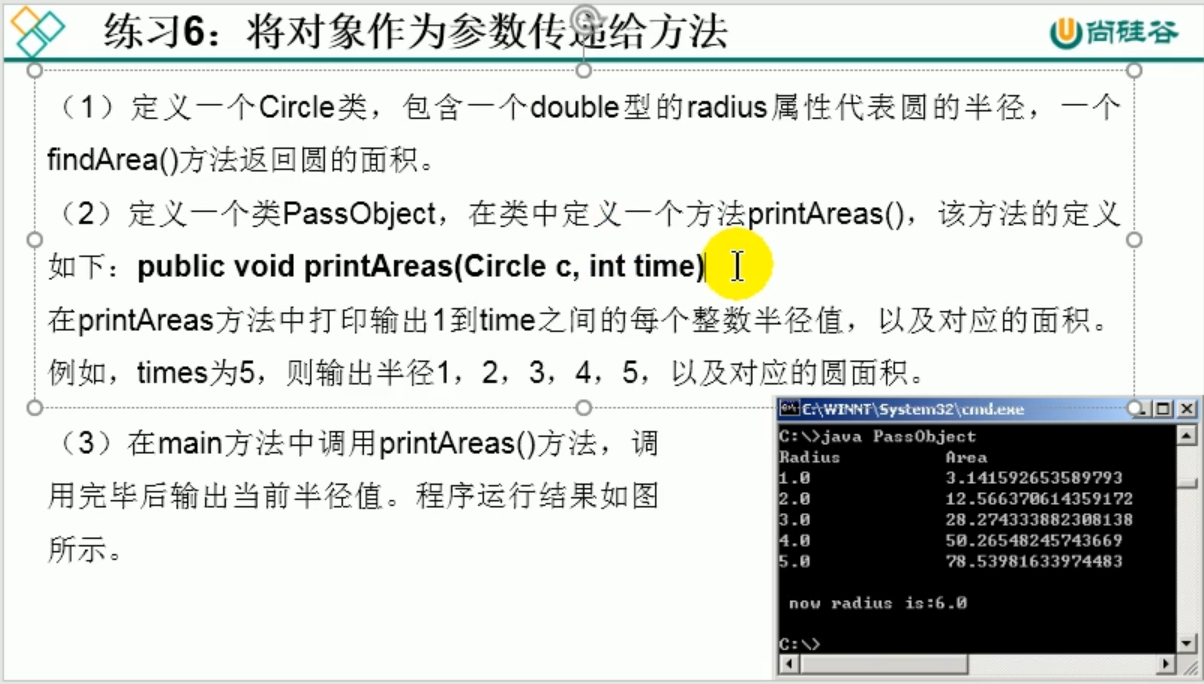 练习6：将对象作为参数传递给方法
尚硅谷
（1）定义一个Circle类，包含一个double型的radius属性代表圆的半径，一个
findArea()方法返回圆的面积。
（2）定义一个类PassObject，在类中定义一个方法printAreas()，该方法的定义
如下：public void printAreas(Circle c, int time)
在printAreas方法中打印输出1到time之间的每个整数半径值，以及对应的面积。
例如，times为5，则输出半径1，2，3，4，5，以及对应的圆面积。
（3）在main方法中调用printAreas()方法，调
用完毕后输出当前半径值。程序运行结果如图
所示。
E:\WINNT\System32\cmd.exe
C:\>java PassObject
Radius Area
1.0 3.141592653589793
2.0 12.566370614359172
3.0 28.274333882308138
4.0 50.26548245743669
5.0 78.53981633974483
now radius is:6.0
C:\>